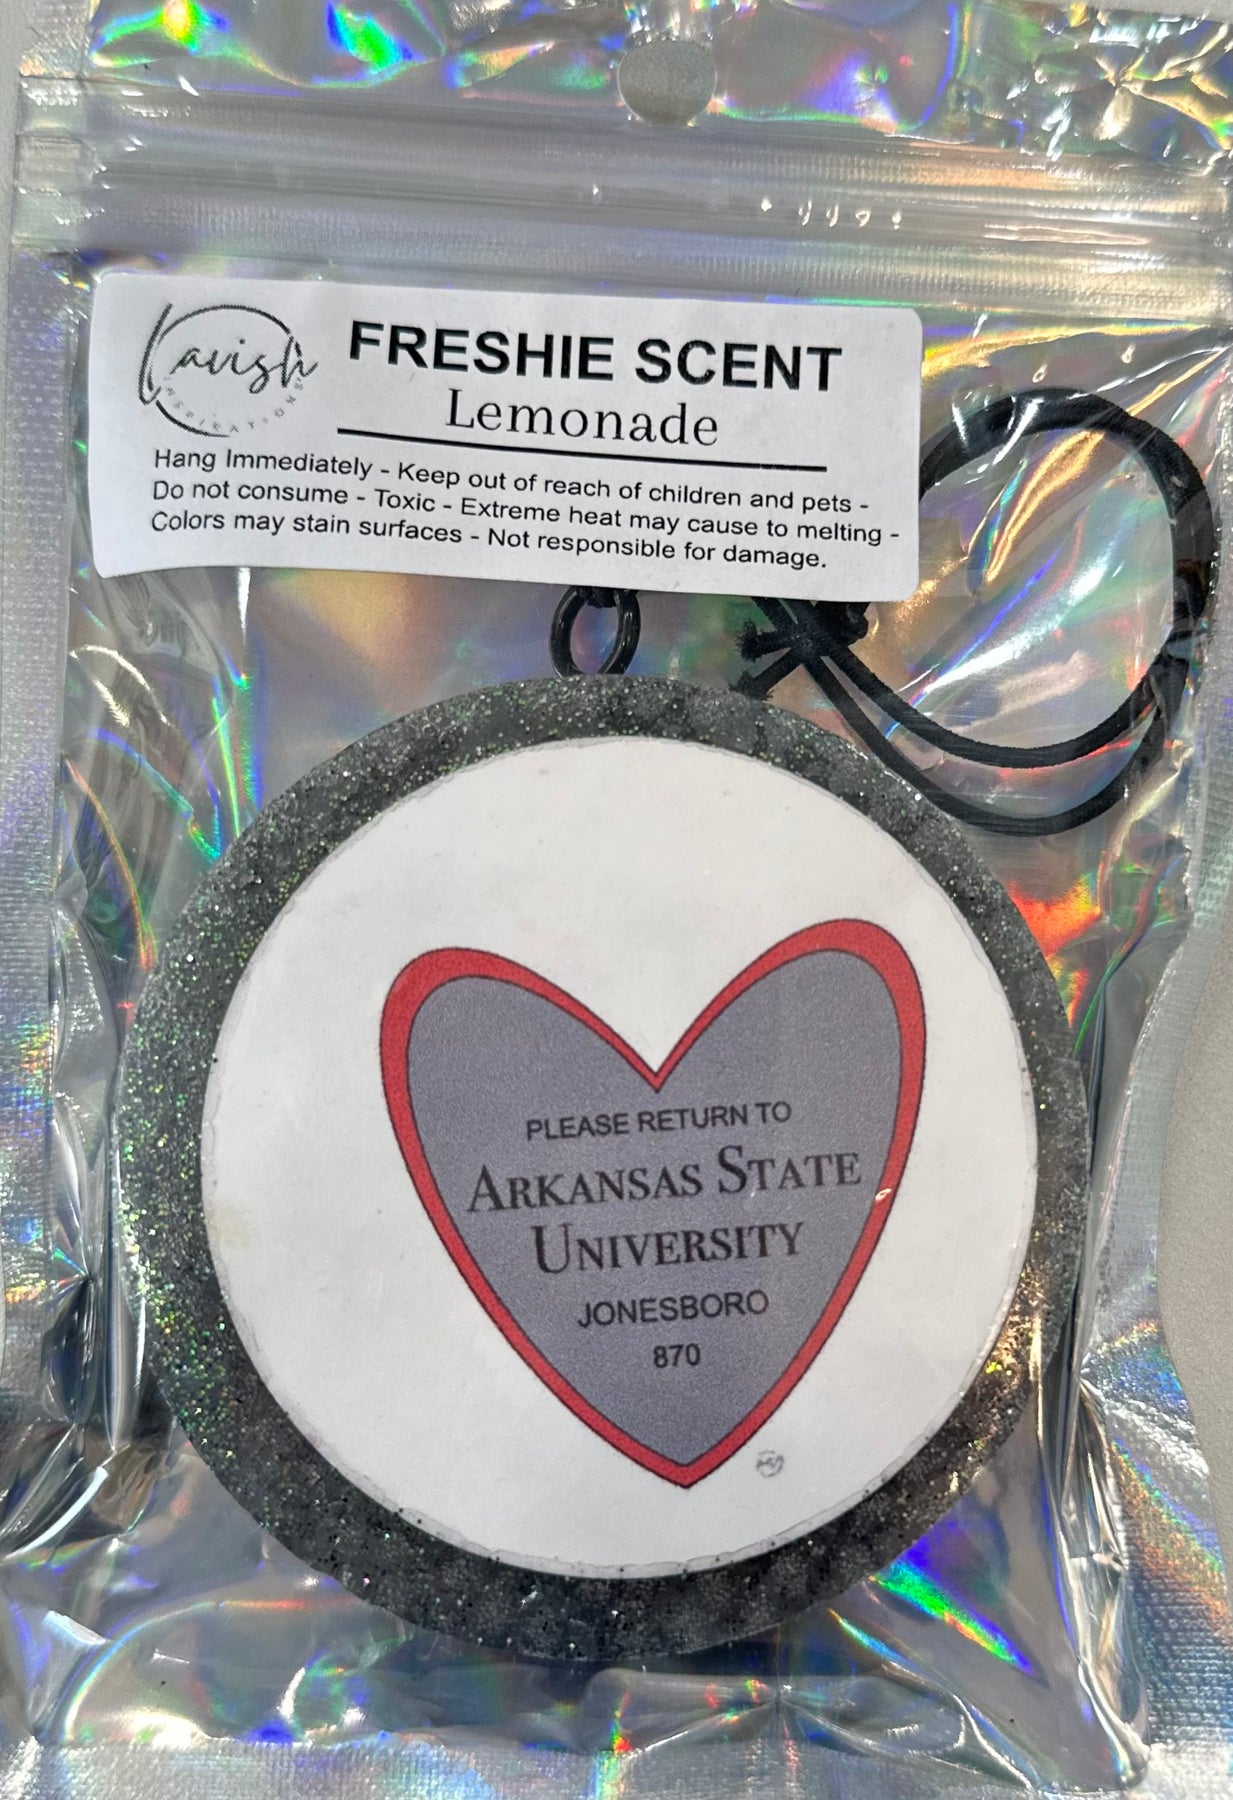 Lavish
INSPIRATIONS
FRESHIE SCENT
Lemonade
Hang Immediately - Keep out of reach of children and pets -
Do not consume - Toxic - Extreme heat may cause to melting -
Colors may stain surfaces - Not responsible for damage.
PLEASE RETURN TO
ARKANSAS STATE
UNIVERSITY
JONESBORO
870